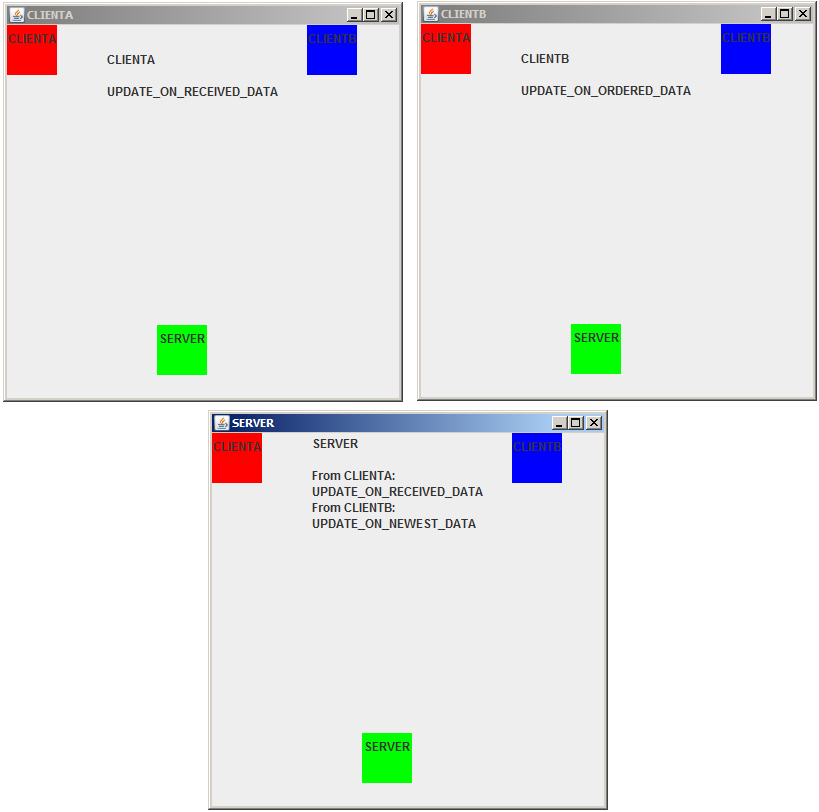 CLIENTA
CLIENTA
CLIENTB
CLIENTA
UPDATE_ON_RECEIVED_DATA
SERVER
CLIENTB
CLIENTA
CLIENTB
CLIENTB
UPDATE_ON_ORDERED_DATA
SERVER
SERVER
CLIENTA
SERVER
CLIENTB
From CLIENTA:
UPDATE_ON_RECEIVED_DATA
From CLIENTB:
UPDATE_ON_NEWEST_DATA
SERVER